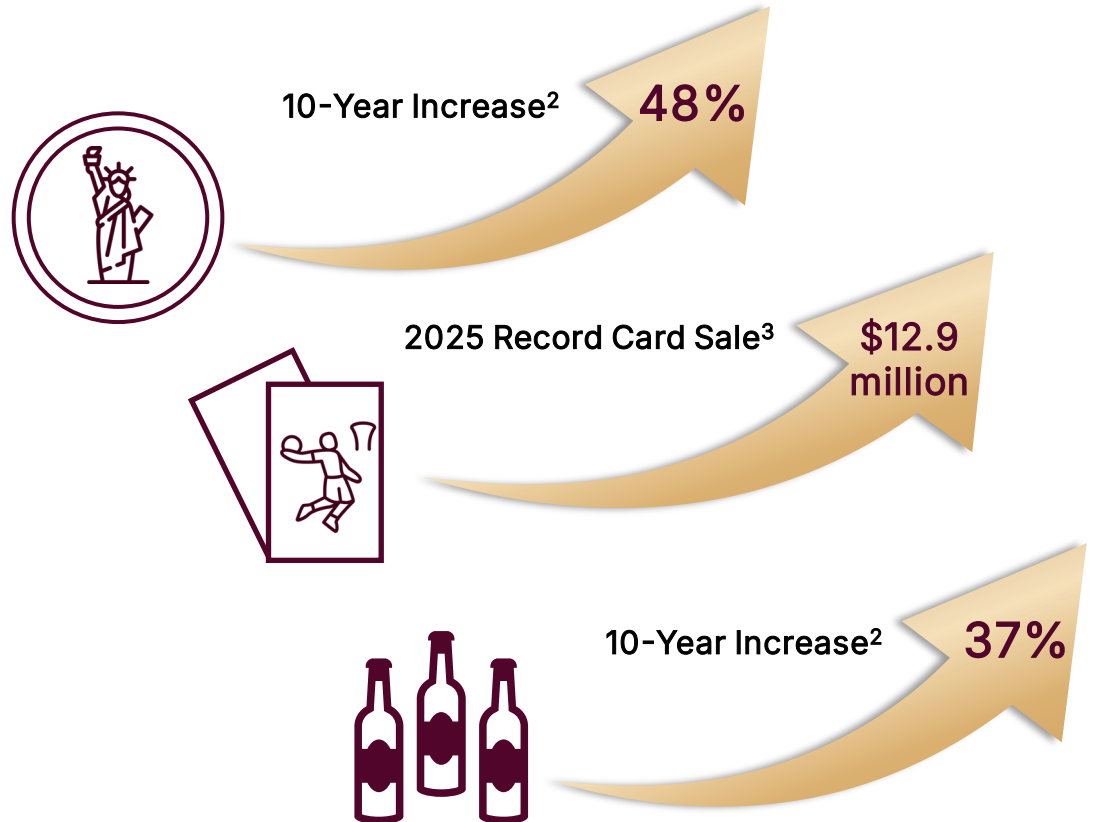 10-Year Increase²
48%
2025 Record Card Sale³
$12.9
million
10-Year Increase²
37%